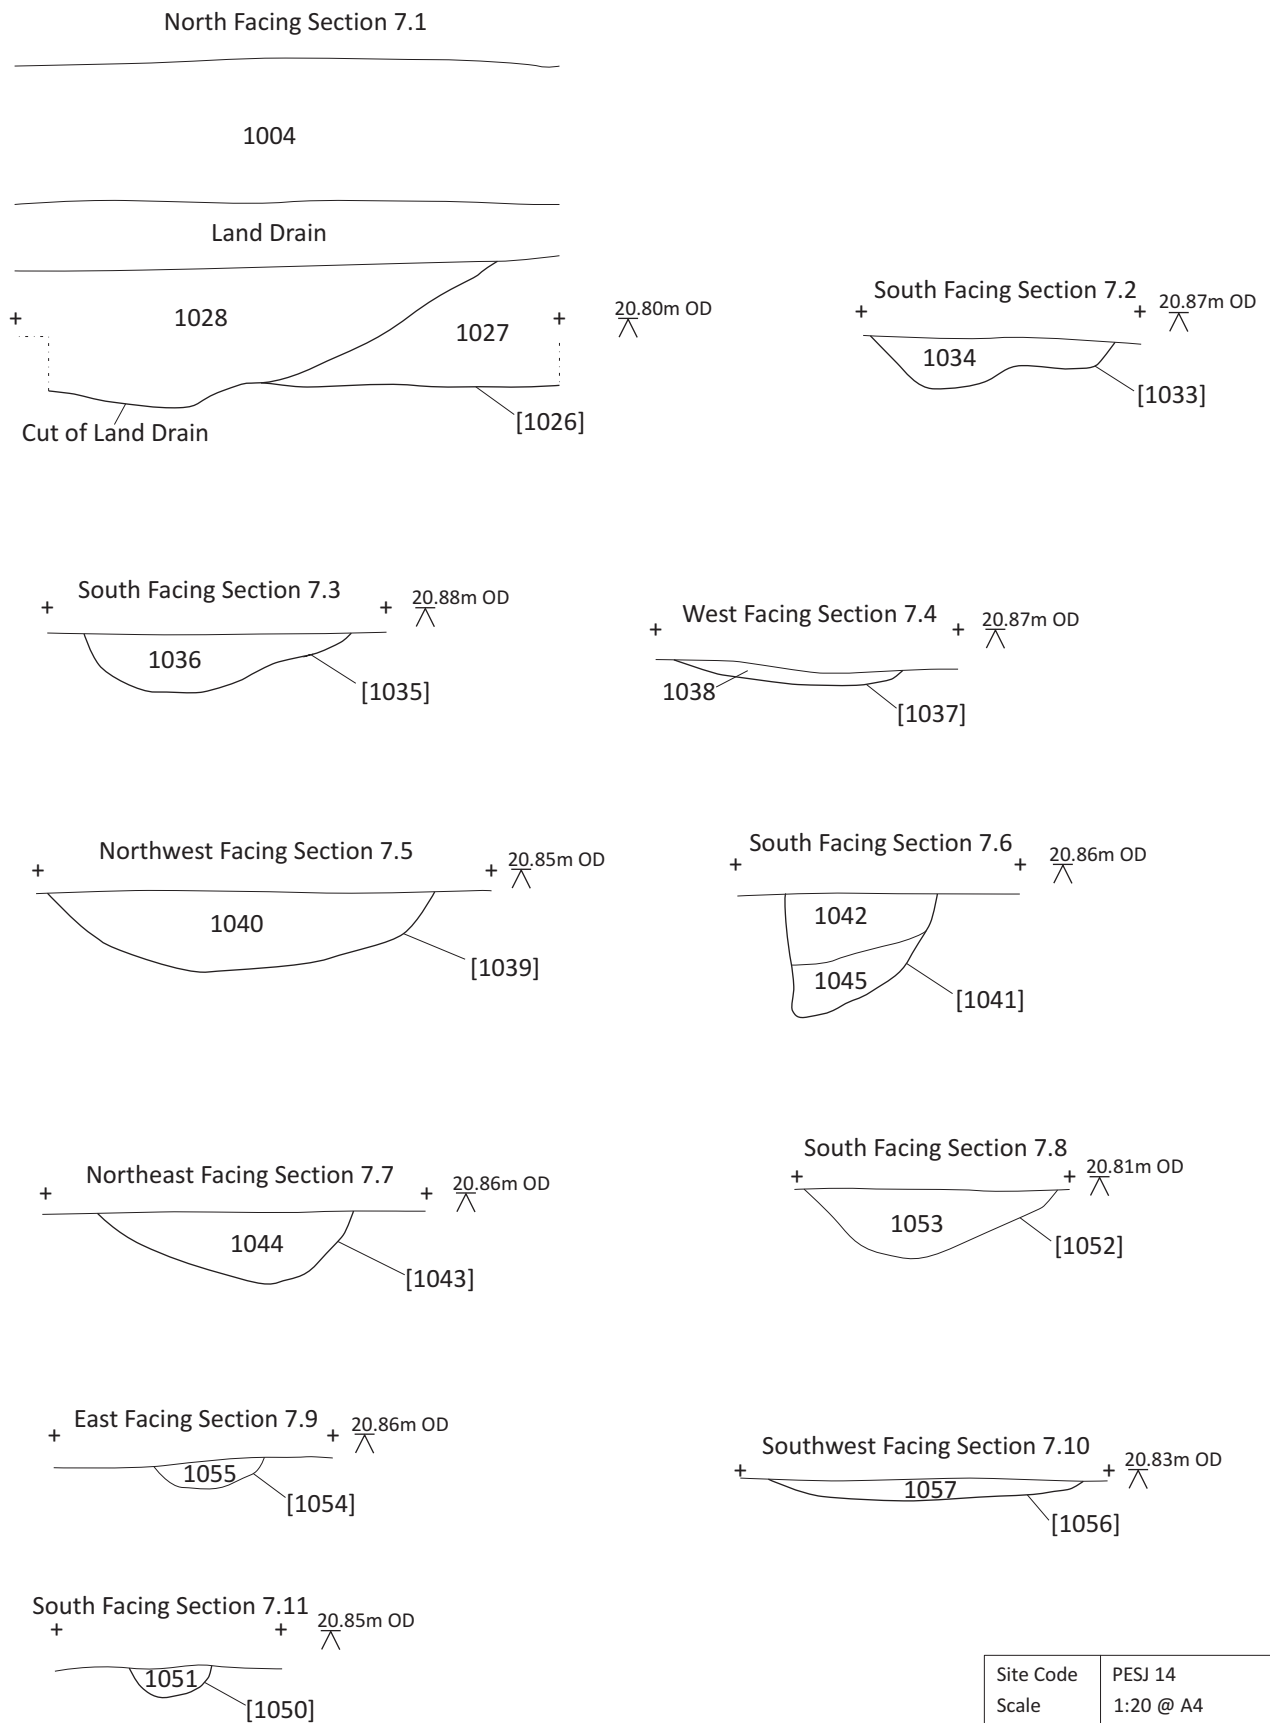 North Facing Section 7.1
1004
Land Drain
1028
1027
20.80m OD
[1026]
Cut of Land Drain
South Facing Section 7.2
20.87m OD
1034
[1033]
South Facing Section 7.3
20.88m OD
1036
[1035]
West Facing Section 7.4
20.87m OD
1038
[1037]
Northwest Facing Section 7.5
20.85m OD
1040
[1039]
South Facing Section 7.6
20.86m OD
1042
1045
[1041]
Northeast Facing Section 7.7
20.86m OD
1044
[1043]
South Facing Section 7.8
20.81m OD
1053
[1052]
East Facing Section 7.9
20.86m OD
1055
[1054]
Southwest Facing Section 7.10
20.83m OD
1057
[1056]
South Facing Section 7.11
20.85m OD
1051
[1050]
Site Code PESJ 14
Scale 1:20 @ A4